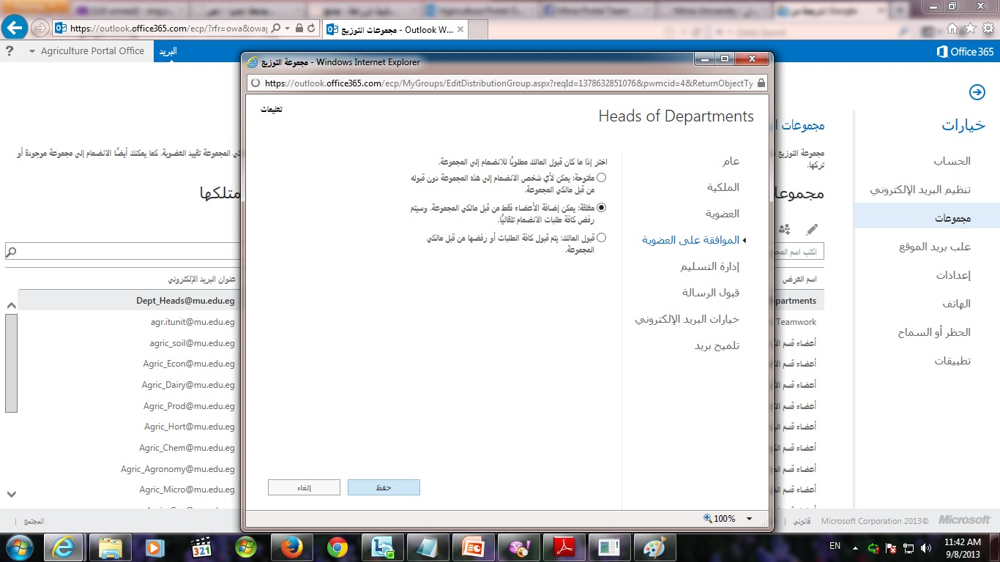 https://outlook.office365.com/ecp/?rfr=owa&owa
مجموعات التوزيع - Outlook W...
?
Agriculture Portal Office
البريد
Office 365
مجموعة التوزيع - Windows Internet Explorer
https://outlook.office365.com/ecp/MyGroups/EditDistributionGroup.aspx?reqId=1378632851076&pwmcid=4&ReturnObjectTy
تعليمات
Heads of Departments
اختر إذا ما كان قبول المالك مطلوبًا للانضمام إلى المجموعة.
مفتوحة: يمكن لأي شخص الانضمام إلى هذه المجموعة دون قبوله
من قبل مالكي المجموعة.
مغلقة: يمكن إضافة الأعضاء فقط من قبل مالكي المجموعة. وسيتم
رفض كافة طلبات الانضمام تلقائيًا.
قبول المالك: يتم قبول كافة الطلبات أو رفضها من قبل مالكي
المجموعة.
عام
الملكية
العضوية
الموافقة على العضوية
إدارة التسليم
قبول الرسالة
خيارات البريد الإلكتروني
تلميح بريد
حفظ
إلغاء
100%
خيارات
الحساب
تنظيم البريد الإلكتروني
مجموعات
علب بريد الموقع
إعدادات
الهاتف
الحظر أو السماح
تطبيقات
مجموعات
مجموعة التوزيع
كي المجموعة تقييد العضوية. كما يمكنك أيضًا الانضمام إلى مجموعة موجودة أو
تركها.
متلكها
اكتب اسم
اسم العرض
عنوان البريد الإلكتروني
partments
Dept_Heads@mu.edu.eg
Teamwork
agr.itunit@mu.edu.eg
أعضاء قسم
agric_soil@mu.edu.eg
أعضاء قسم
Agric_Econ@mu.edu.eg
أعضاء قسم
Agric_Dairy@mu.edu.eg
أعضاء قسم
Agric_Prod@mu.edu.eg
أعضاء قسم
Agric_Hort@mu.edu.eg
أعضاء قسم
Agric_Chem@mu.edu.eg
أعضاء قسم
Agric_Agronomy@mu.edu.eg
أعضاء قسم
Agric_Micro@mu.edu.eg
Microsoft
Microsoft Corporation 2013©
قانوني
المجتمع
321
EN
11:42 AM
9/8/2013